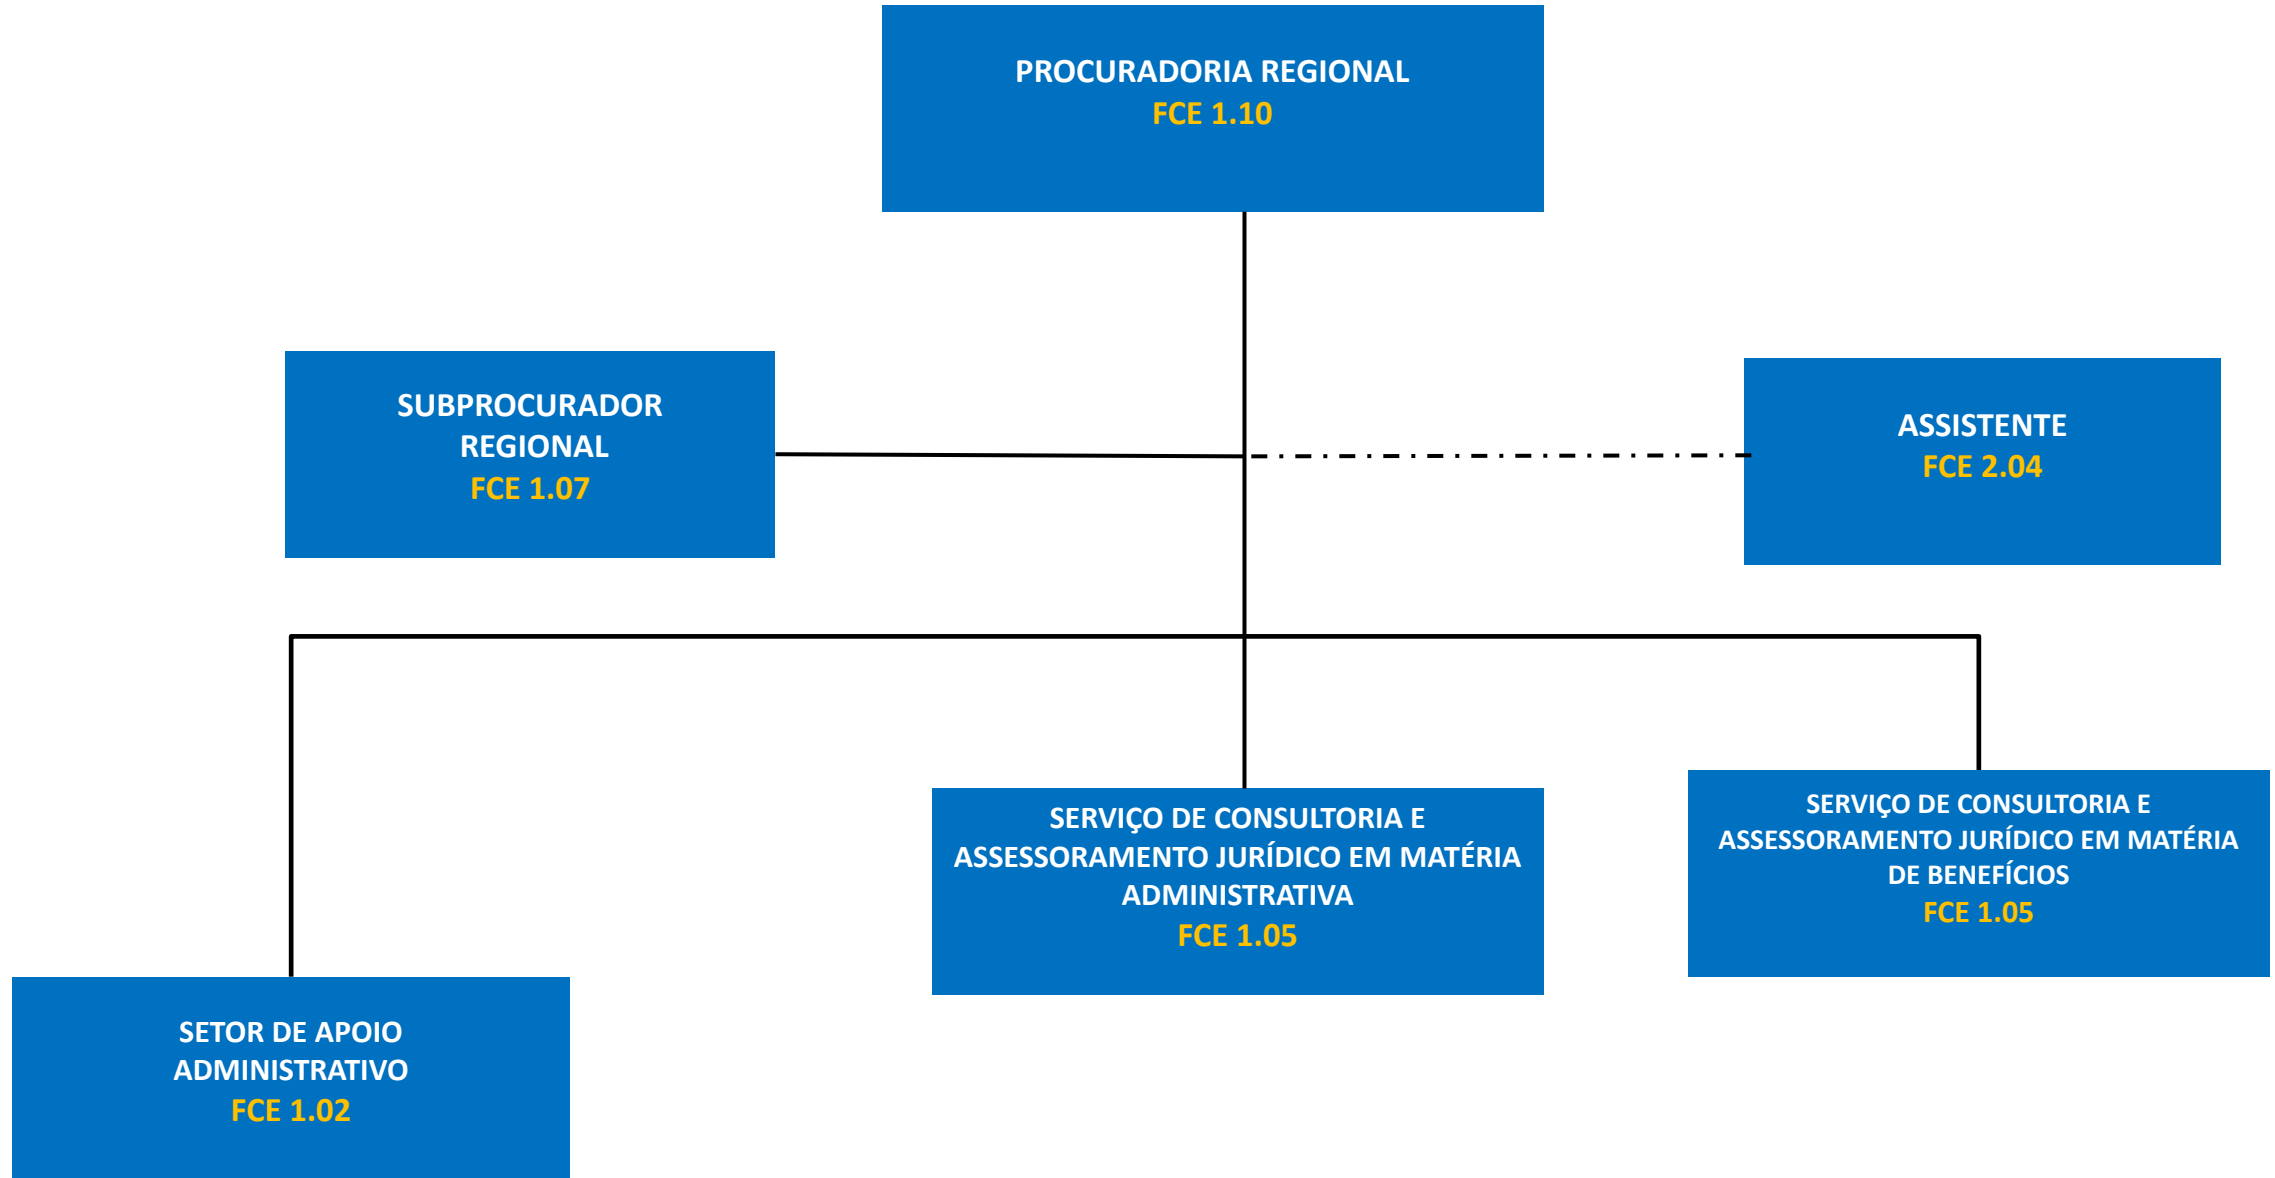 PROCURADORIA REGIONAL
FCE 1.10
SUBPROCURADOR
REGIONAL
FCE 1.07
ASSISTENTE
FCE 2.04
SERVIÇO DE CONSULTORIA E
ASSESSORAMENTO JURÍDICO EM MATÉRIA
ADMINISTRATIVA
FCE 1.05
SERVIÇO DE CONSULTORIA E
ASSESSORAMENTO JURÍDICO EM MATÉRIA
DE BENEFÍCIOS
FCE 1.05
SETOR DE APOIO
ADMINISTRATIVO
FCE 1.02